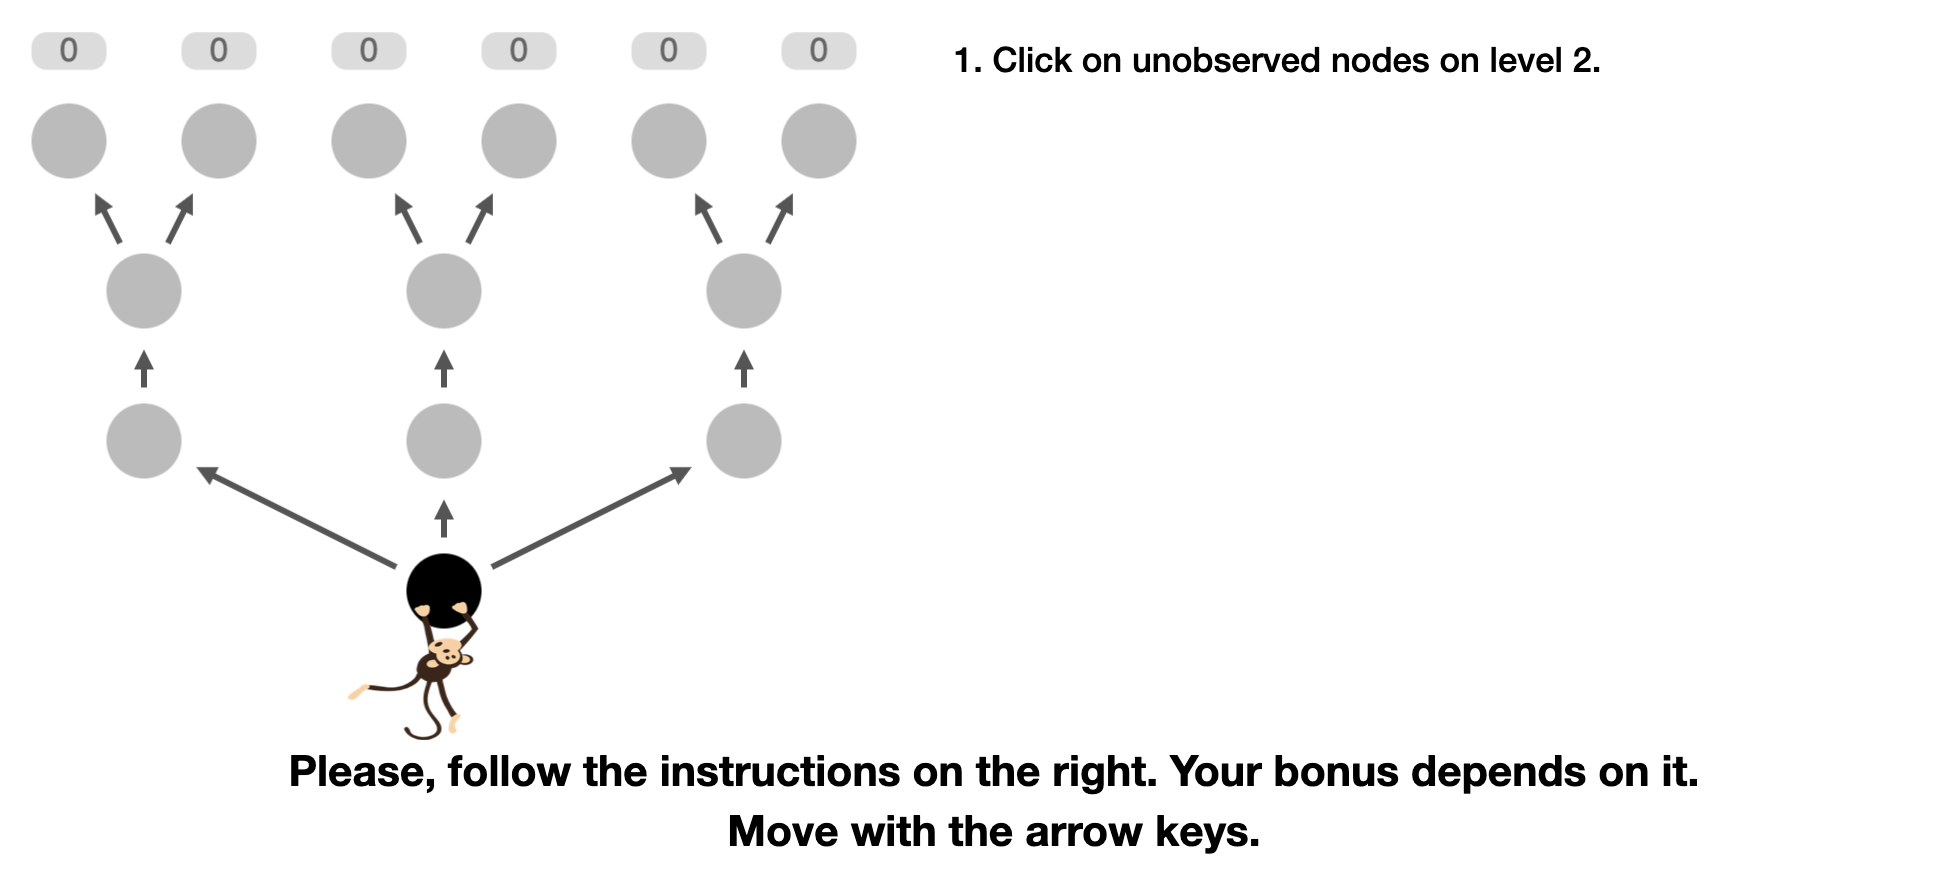 0 0 0 0 0 0
1. Click on unobserved nodes on level 2.
Please, follow the instructions on the right. Your bonus depends on it.
Move with the arrow keys.